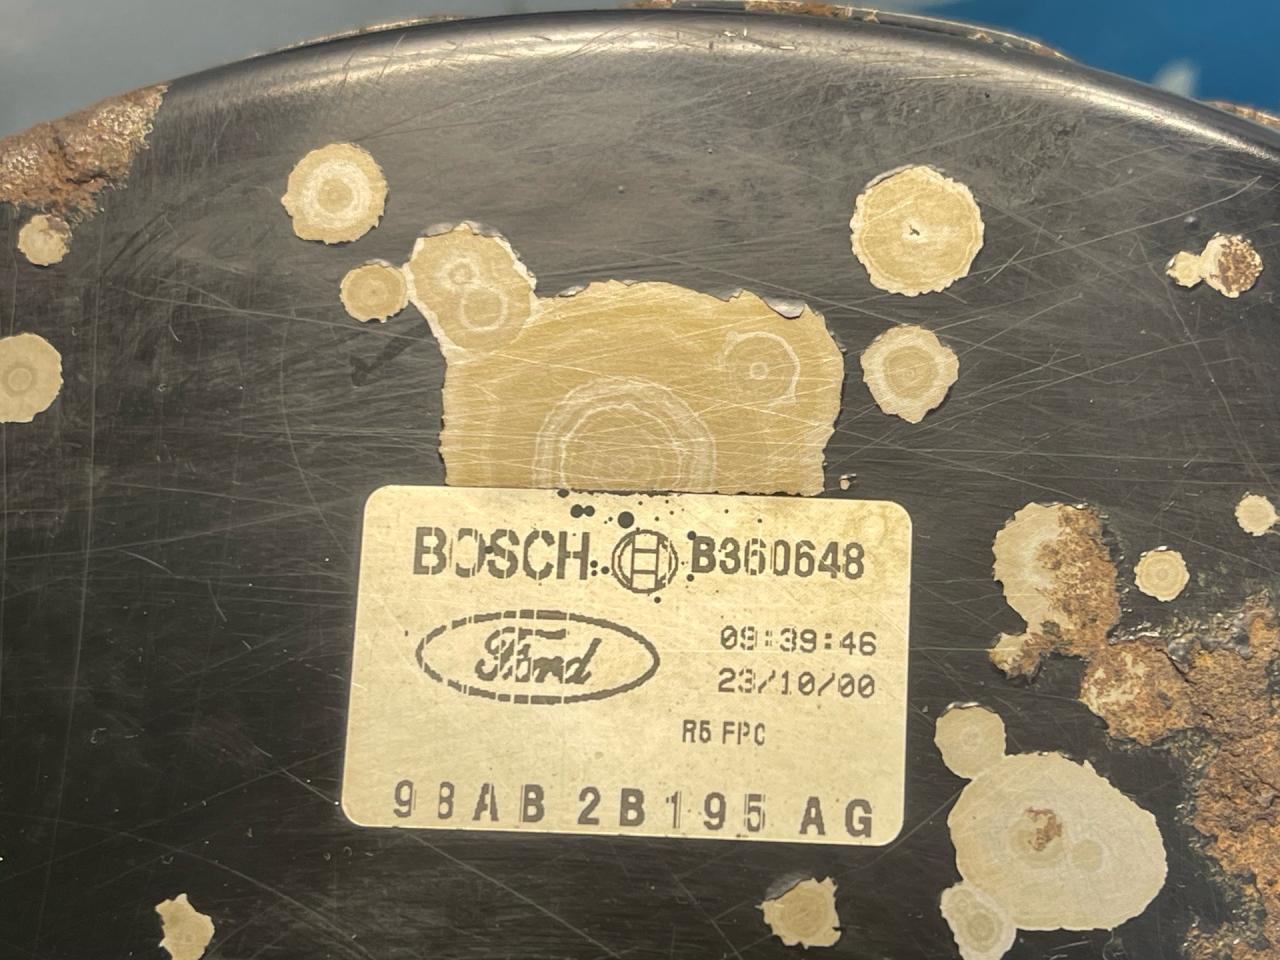 BOSCH B360648
Ford
09:39:46
23/10/00
R5 FPC
98AB 2B195 AG